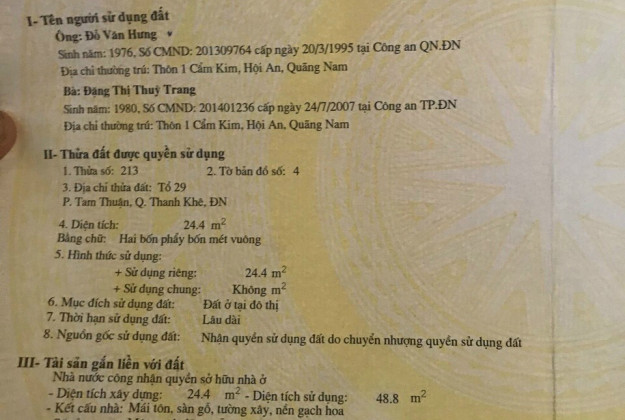 I- Tên người sử dụng đất
Ông: Đỗ Văn Hưng
Sinh năm: 1976, Số CMND: 201309764 cấp ngày 20/3/1995 tại Công an QN.ĐN
Địa chỉ thường trú: Thôn 1 Cẩm Kim, Hội An, Quảng Nam
Bà: Đặng Thị Thuỳ Trang
Sinh năm: 1980, Số CMND: 201401236 cấp ngày 24/7/2007 tại Công an TP.ĐN
Địa chỉ thường trú: Thôn 1 Cẩm Kim, Hội An, Quảng Nam
II- Thửa đất được quyền sử dụng
1. Thửa số: 213 2. Tờ bản đồ số: 4
3. Địa chỉ thửa đất: Tổ 29
P. Tam Thuận, Q. Thanh Khê, ĐN
4. Diện tích: 24.4 m²
Bằng chữ: Hai bốn phẩy bốn mét vuông
5. Hình thức sử dụng:
+ Sử dụng riêng: 24.4 m²
+ Sử dụng chung: Không m²
6. Mục đích sử dụng đất: Đất ở tại đô thị
7. Thời hạn sử dụng đất: Lâu dài
8. Nguồn gốc sử dụng đất: Nhận quyền sử dụng đất do chuyển nhượng quyền sử dụng đất
III- Tài sản gắn liền với đất
Nhà nước công nhận quyền sở hữu nhà ở
- Diện tích xây dựng: 24.4 m² - Diện tích sử dụng: 48.8 m²
- Kết cấu nhà: Mái tôn, sàn gỗ, tường xây, nền gạch hoa